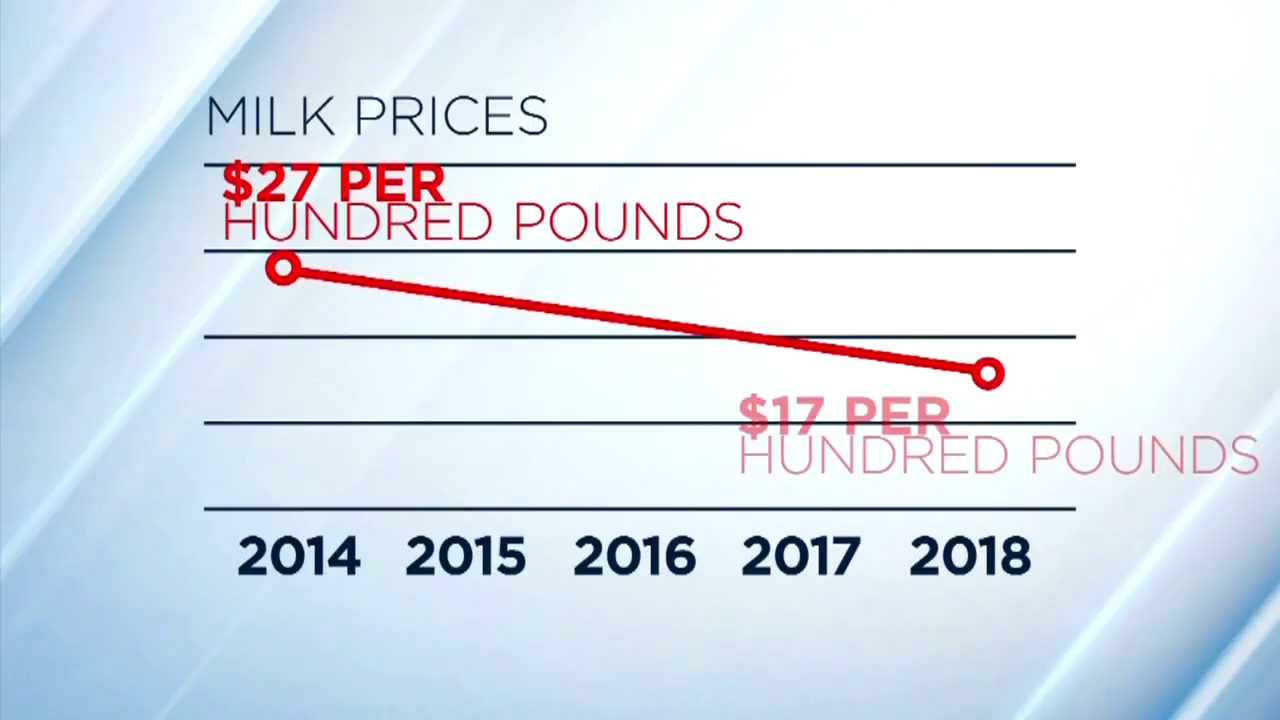 MILK PRICES
$27 PER
HUNDRED POUNDS
$17 PER
HUNDRED POUNDS
2014 2015 2016 2017 2018